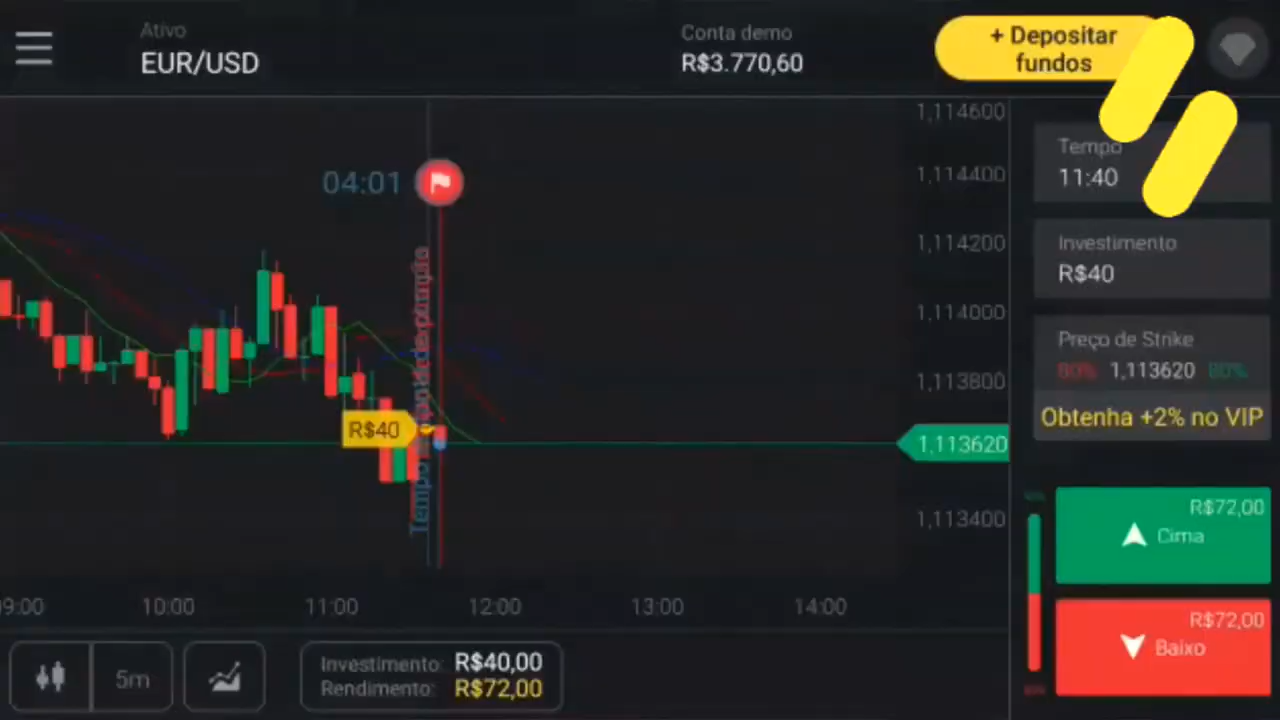 Ativo
EUR/USD
Conta demo
R$3.770,60
+ Depositar
fundos
1,114600
04:01
1,114400
1,114200
1,114000
1,113800
1,113620
1,113400
R$40
Tempo
11:40
Investimento
R$40
Preço de Strike
80% 1,113620 80%
Obtenha +2% no VIP
R$72,00
Cima
R$72,00
Baixo
09:00 10:00 11:00 12:00 13:00 14:00
5m
Investimento: R$40,00
Rendimento: R$72,00